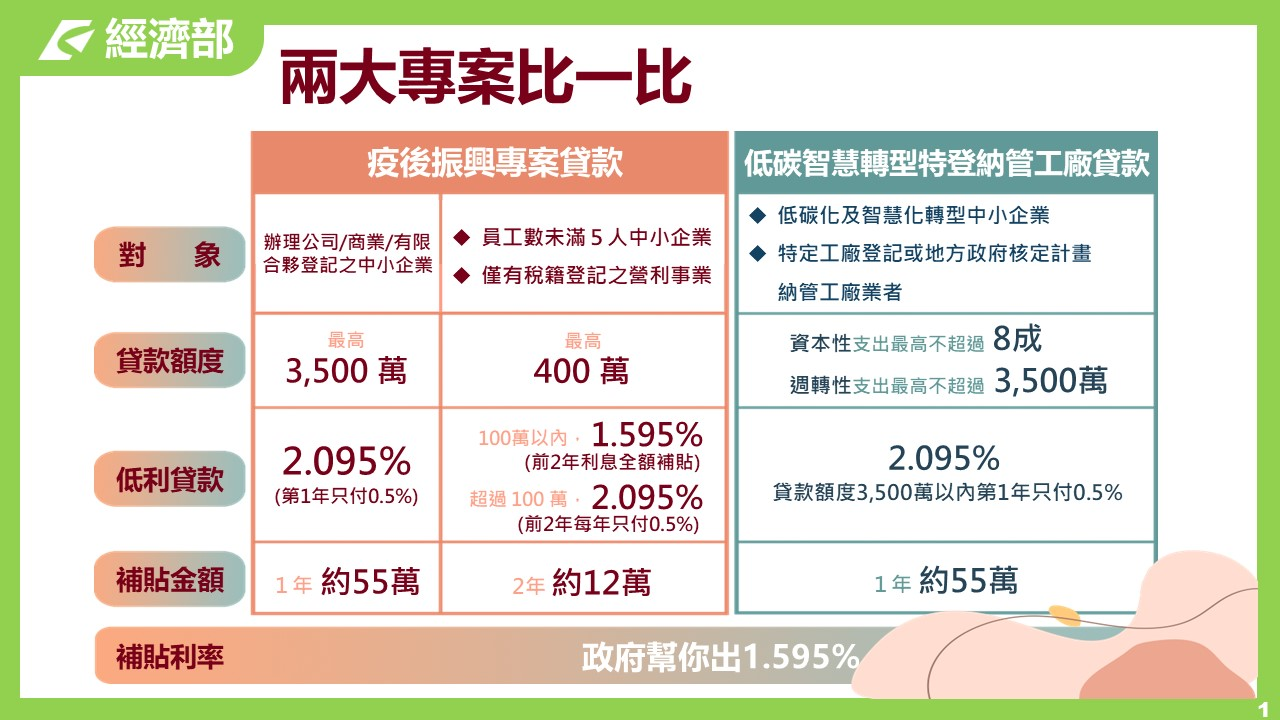 經濟部
兩大專案比一比
疫後振興專案貸款
低碳智慧轉型特登納管工廠貸款
對 象
辦理公司/商業/有限
合夥登記之中小企業
◆ 員工數未滿5人中小企業
◆ 僅有稅籍登記之營利事業
◆ 低碳化及智慧化轉型中小企業
◆ 特定工廠登記或地方政府核定計畫
納管工廠業者
貸款額度
最高
3,500 萬
最高
400 萬
資本性支出最高不超過 8成
週轉性支出最高不超過 3,500萬
低利貸款
2.095%
(第1年只付0.5%)
100萬以內, 1.595%
(前2年利息全額補貼)
超過100 萬, 2.095%
(前2年每年只付0.5%)
2.095%
貸款額度3,500萬以內第1年只付0.5%
補貼金額
1年 約55萬
2年 約12萬
1年 約55萬
補貼利率
政府幫你出1.595%
1